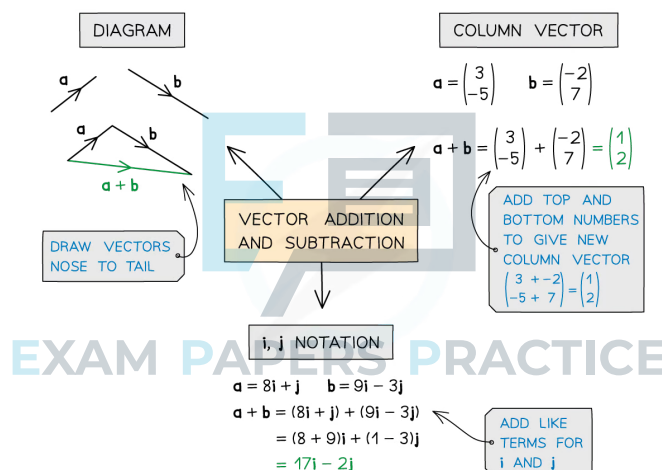 DIAGRAM
a
b
a
b
a + b
DRAW VECTORS
NOSE TO TAIL
COLUMN VECTOR
a = (3 -5) b = (-2 7)
a + b = (3 -5) + (-2 7) = (1 2)
ADD TOP AND
BOTTOM NUMBERS
TO GIVE NEW
COLUMN VECTOR
(3 + -2 -5 + 7) = (1 2)
VECTOR ADDITION
AND SUBTRACTION
EXAM PAPERS PRACTICE
i, j NOTATION
a = 8i + j b = 9i - 3j
a + b = (8i + j) + (9i - 3j)
= (8 + 9)i + (1 - 3)j
= 17i - 2j
ADD LIKE
TERMS FOR
i AND j